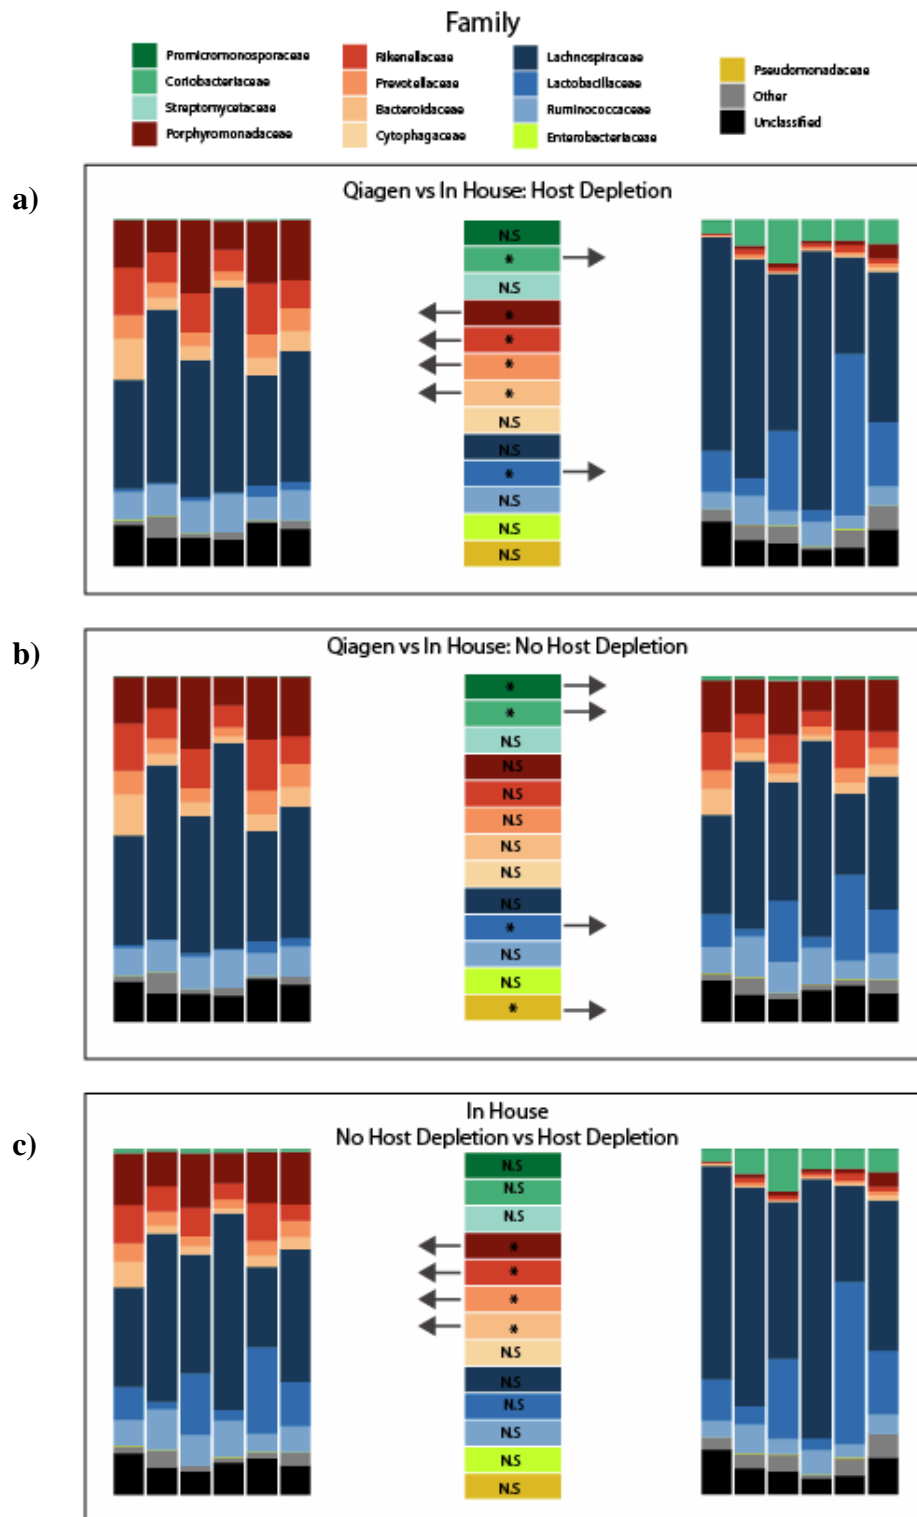 Family
Promicromonosporaceae
Coriobacteriaceae
Streptomycetaceae
Porphyromonadaceae
Rikenellaceae
Prevotellaceae
Bacteroidaceae
Cytophagaceae
Lachnospiraceae
Lactobacillaceae
Ruminococcaceae
Enterobacteriaceae
Pseudomonadaceae
Other
Unclassified
a)
Qiagen vs In House: Host Depletion
N.S
*
N.S
*
*
*
*
N.S
N.S
*
N.S
N.S
N.S
b)
Qiagen vs In House: No Host Depletion
*
*
N.S
N.S
N.S
N.S
N.S
N.S
N.S
*
N.S
N.S
*
c)
In House
No Host Depletion vs Host Depletion
N.S
N.S
N.S
*
*
*
*
N.S
N.S
N.S
N.S
N.S
N.S